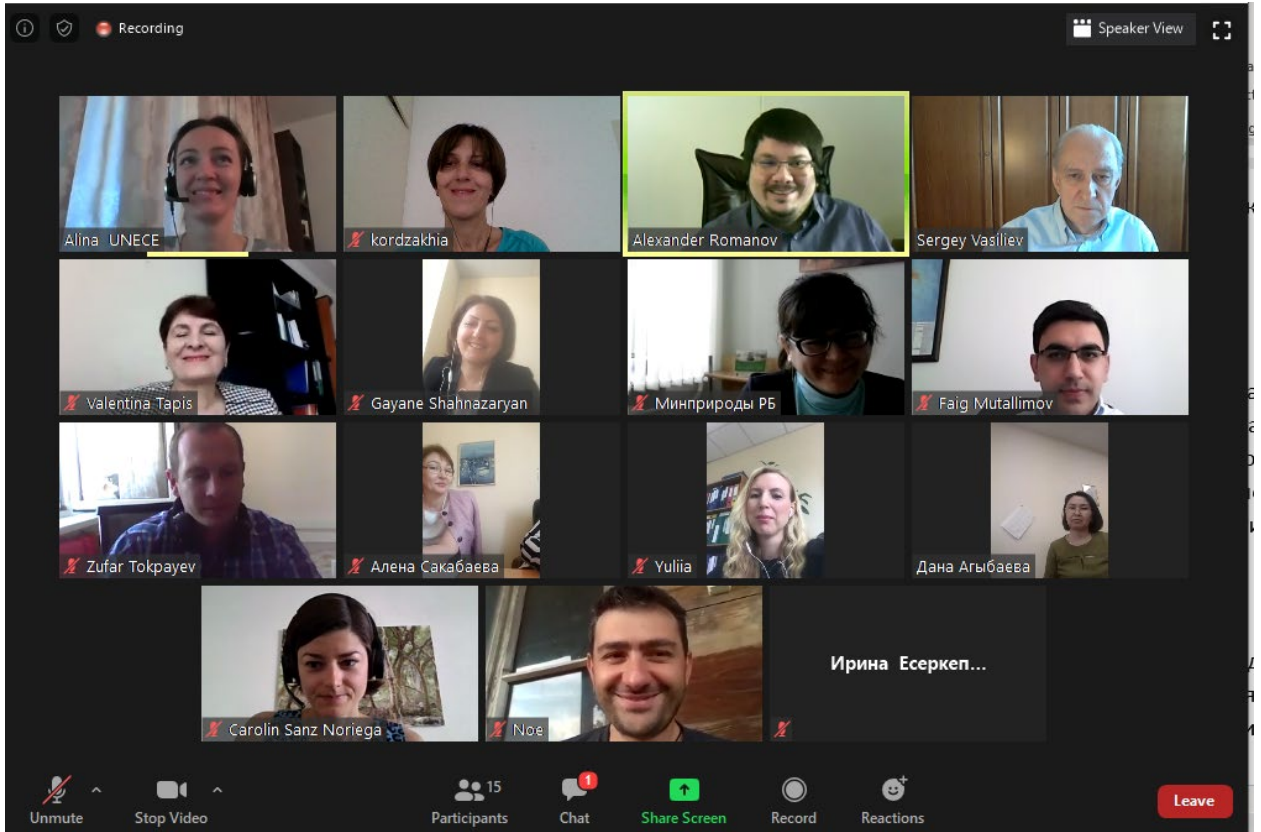 Recording
Speaker View
Alina UNECE
kordzakhia
Alexander Romanov
Sergey Vasiliev
Valentina Tapis
Gayane Shahnazaryan
Минприроды РБ
Faig Mutallimov
Zufar Tokpayev
Алена Сакабаева
Yuliia
Дана Агыбаева
Carolin Sanz Noriega
Noe
Ирина Есеркеп...
Unmute
Stop Video
15
Participants
1
Chat
Share Screen
Record
Reactions
Leave